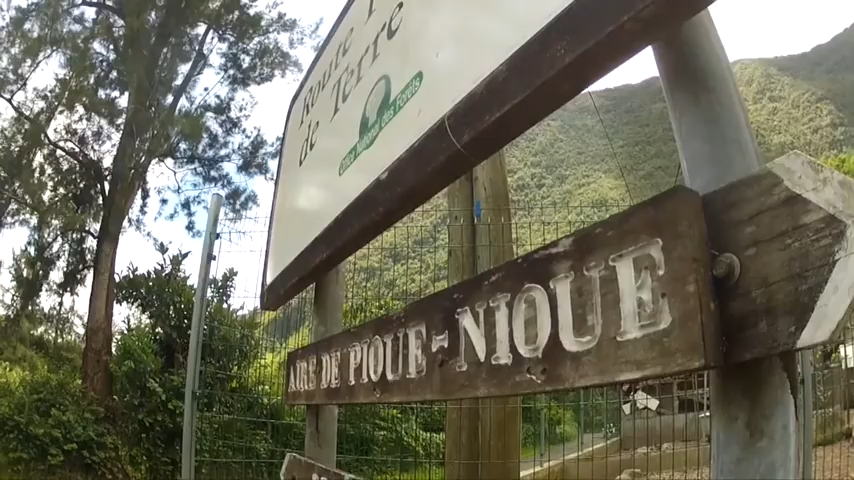 Route
de Terre
Office National des Forêts
AIRE DE PIQUE-NIQUE